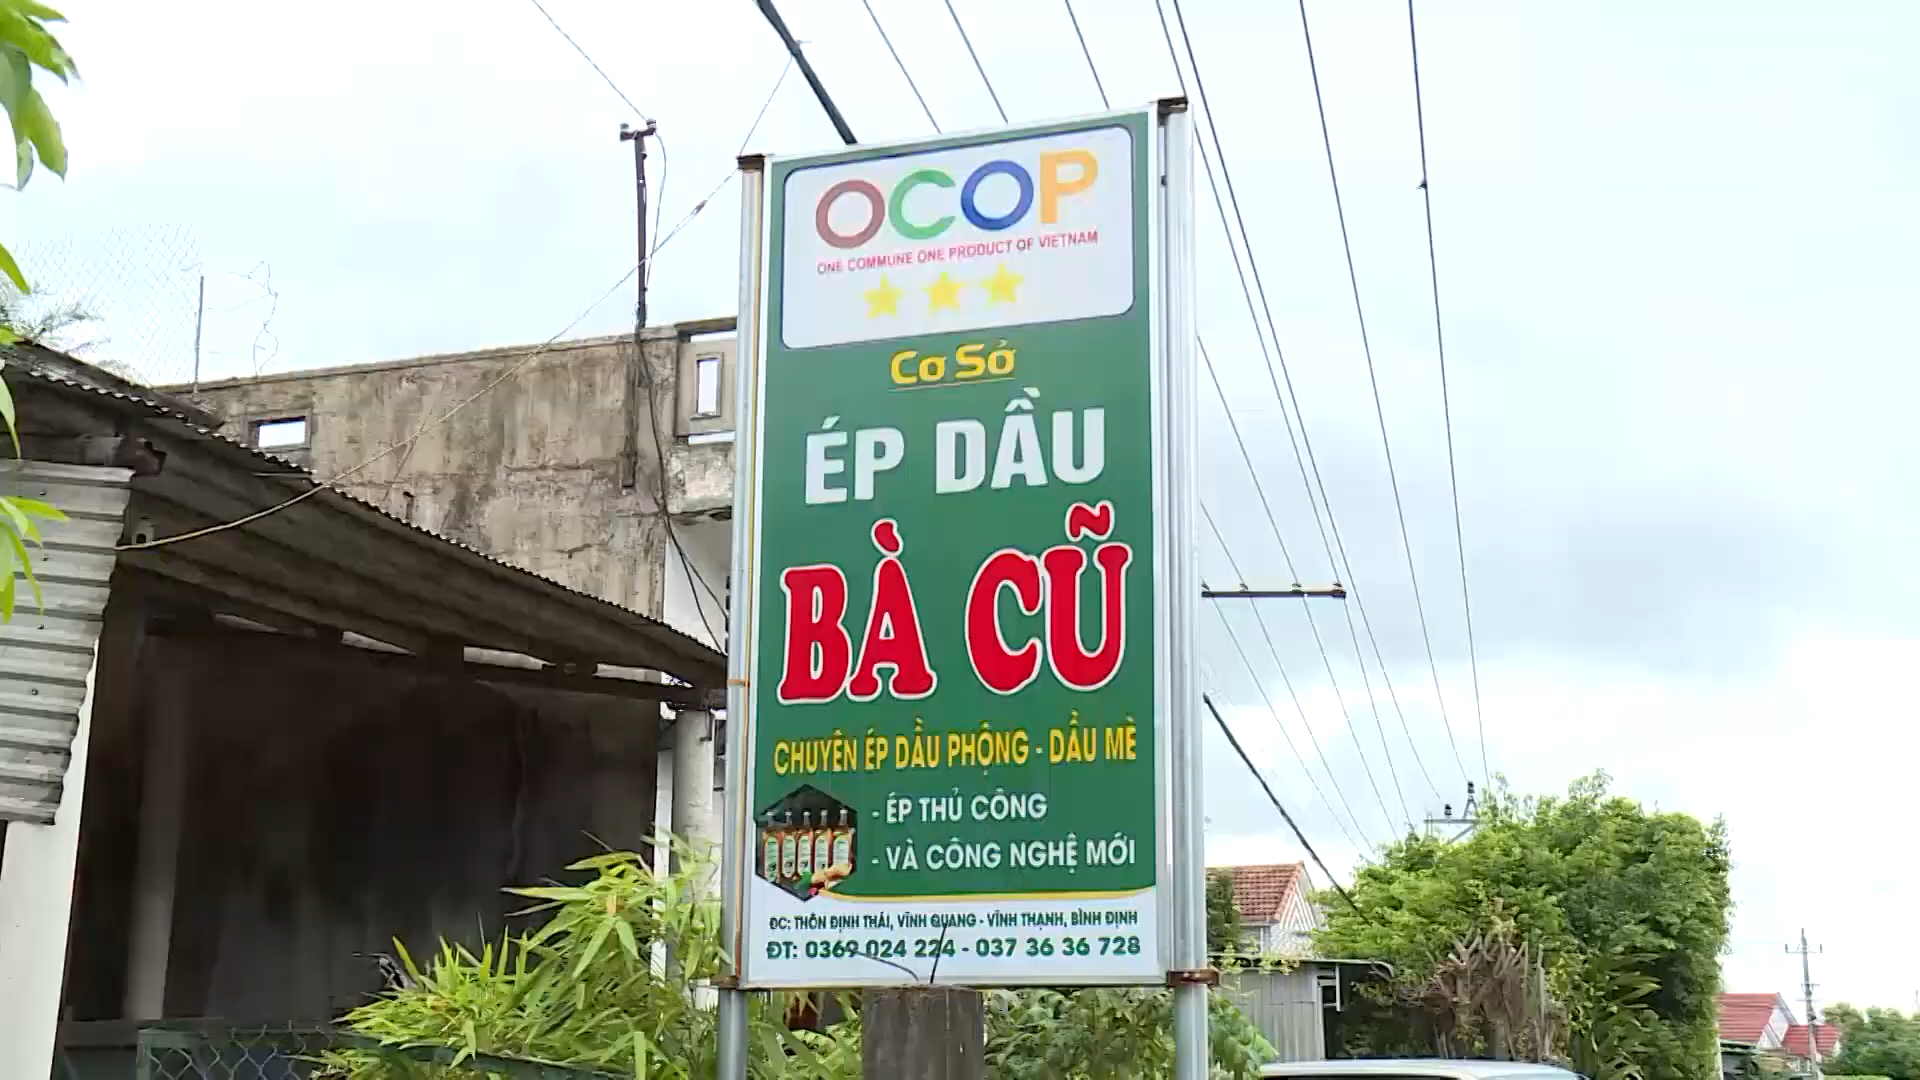 OCOP
ONE COMMUNE ONE PRODUCT OF VIETNAM
Cơ Sở
ÉP DẦU
BÀ CŨ
CHUYÊN ÉP DẦU PHỘNG - DẦU MÈ
- ÉP THỦ CÔNG
- VÀ CÔNG NGHỆ MỚI
ĐC: THÔN ĐỊNH THÁI, VĨNH QUANG - VĨNH THẠNH, BÌNH ĐỊNH
ĐT: 0369 024 224 - 037 36 36 728